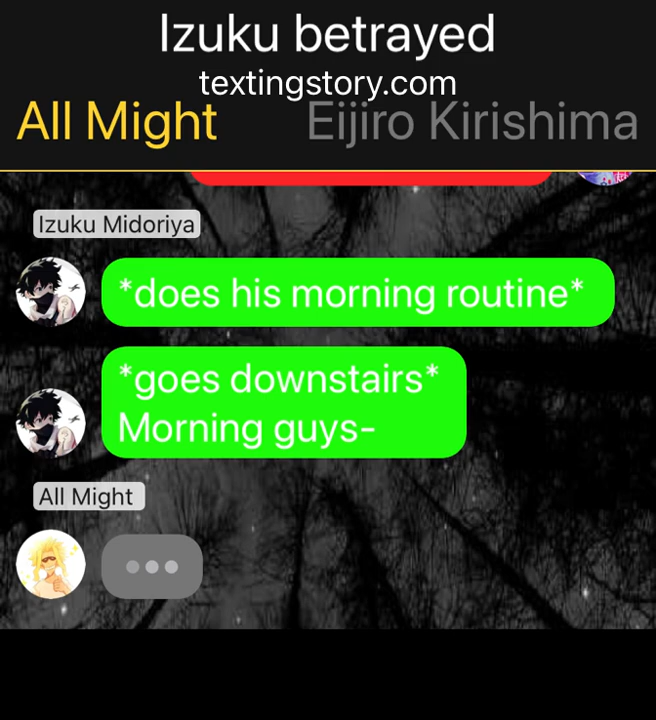 Izuku betrayed
textingstory.com
All Might Eijiro Kirishima
Izuku Midoriya
*does his morning routine*
*goes downstairs*
Morning guys-
All Might